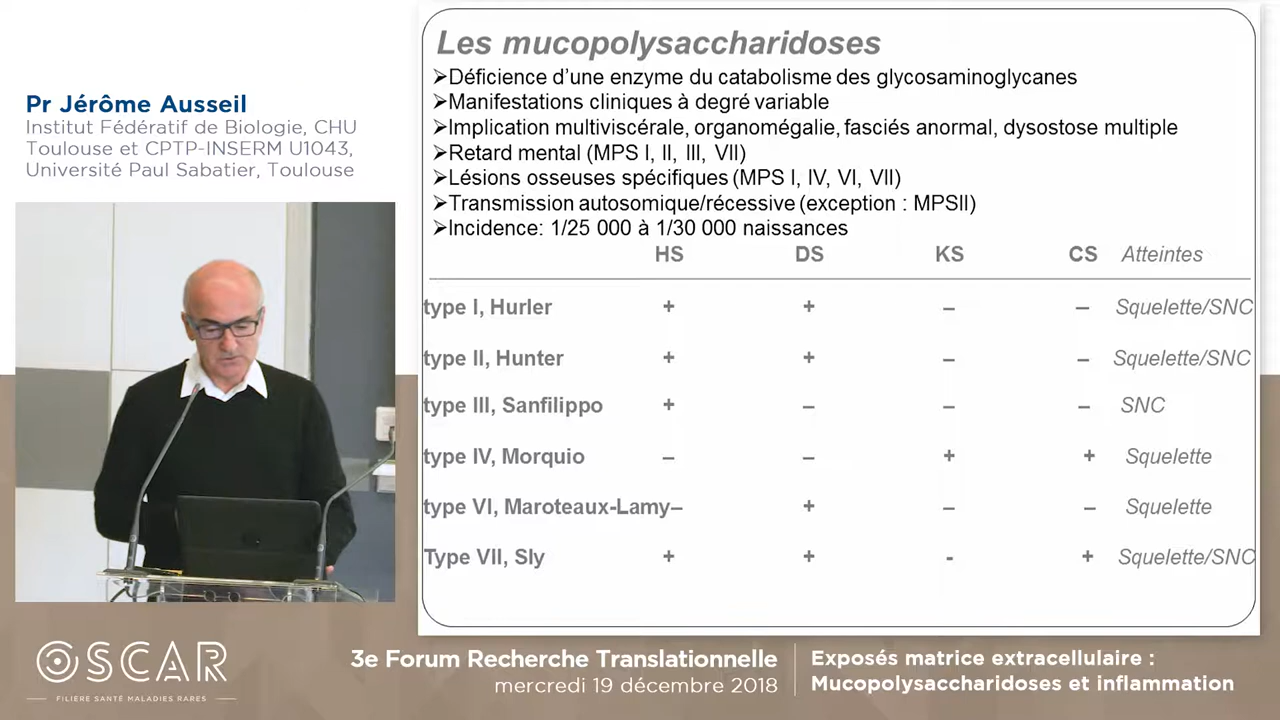 Pr Jérôme Ausseil
Institut Fédératif de Biologie, CHU
Toulouse et CPTP-INSERM U1043,
Université Paul Sabatier, Toulouse
Les mucopolysaccharidoses
➢Déficience d'une enzyme du catabolisme des glycosaminoglycanes
➢Manifestations cliniques à degré variable
➢Implication multiviscérale, organomégalie, fasciés anormal, dysostose multiple
➢Retard mental (MPS I, II, III, VII)
➢Lésions osseuses spécifiques (MPS I, IV, VI, VII)
➢Transmission autosomique/récessive (exception : MPSII)
➢Incidence: 1/25 000 à 1/30 000 naissances
HS DS KS CS Atteintes
type I, Hurler + + – – Squelette/SNC
type II, Hunter + + – – Squelette/SNC
type III, Sanfilippo + – – – SNC
type IV, Morquio – – + + Squelette
type VI, Maroteaux-Lamy– + – – Squelette
Type VII, Sly + + - + Squelette/SNC
OSCAR
FILIÈRE SANTÉ MALADIES RARES
3e Forum Recherche Translationnelle
mercredi 19 décembre 2018
Exposés matrice extracellulaire :
Mucopolysaccharidoses et inflammation